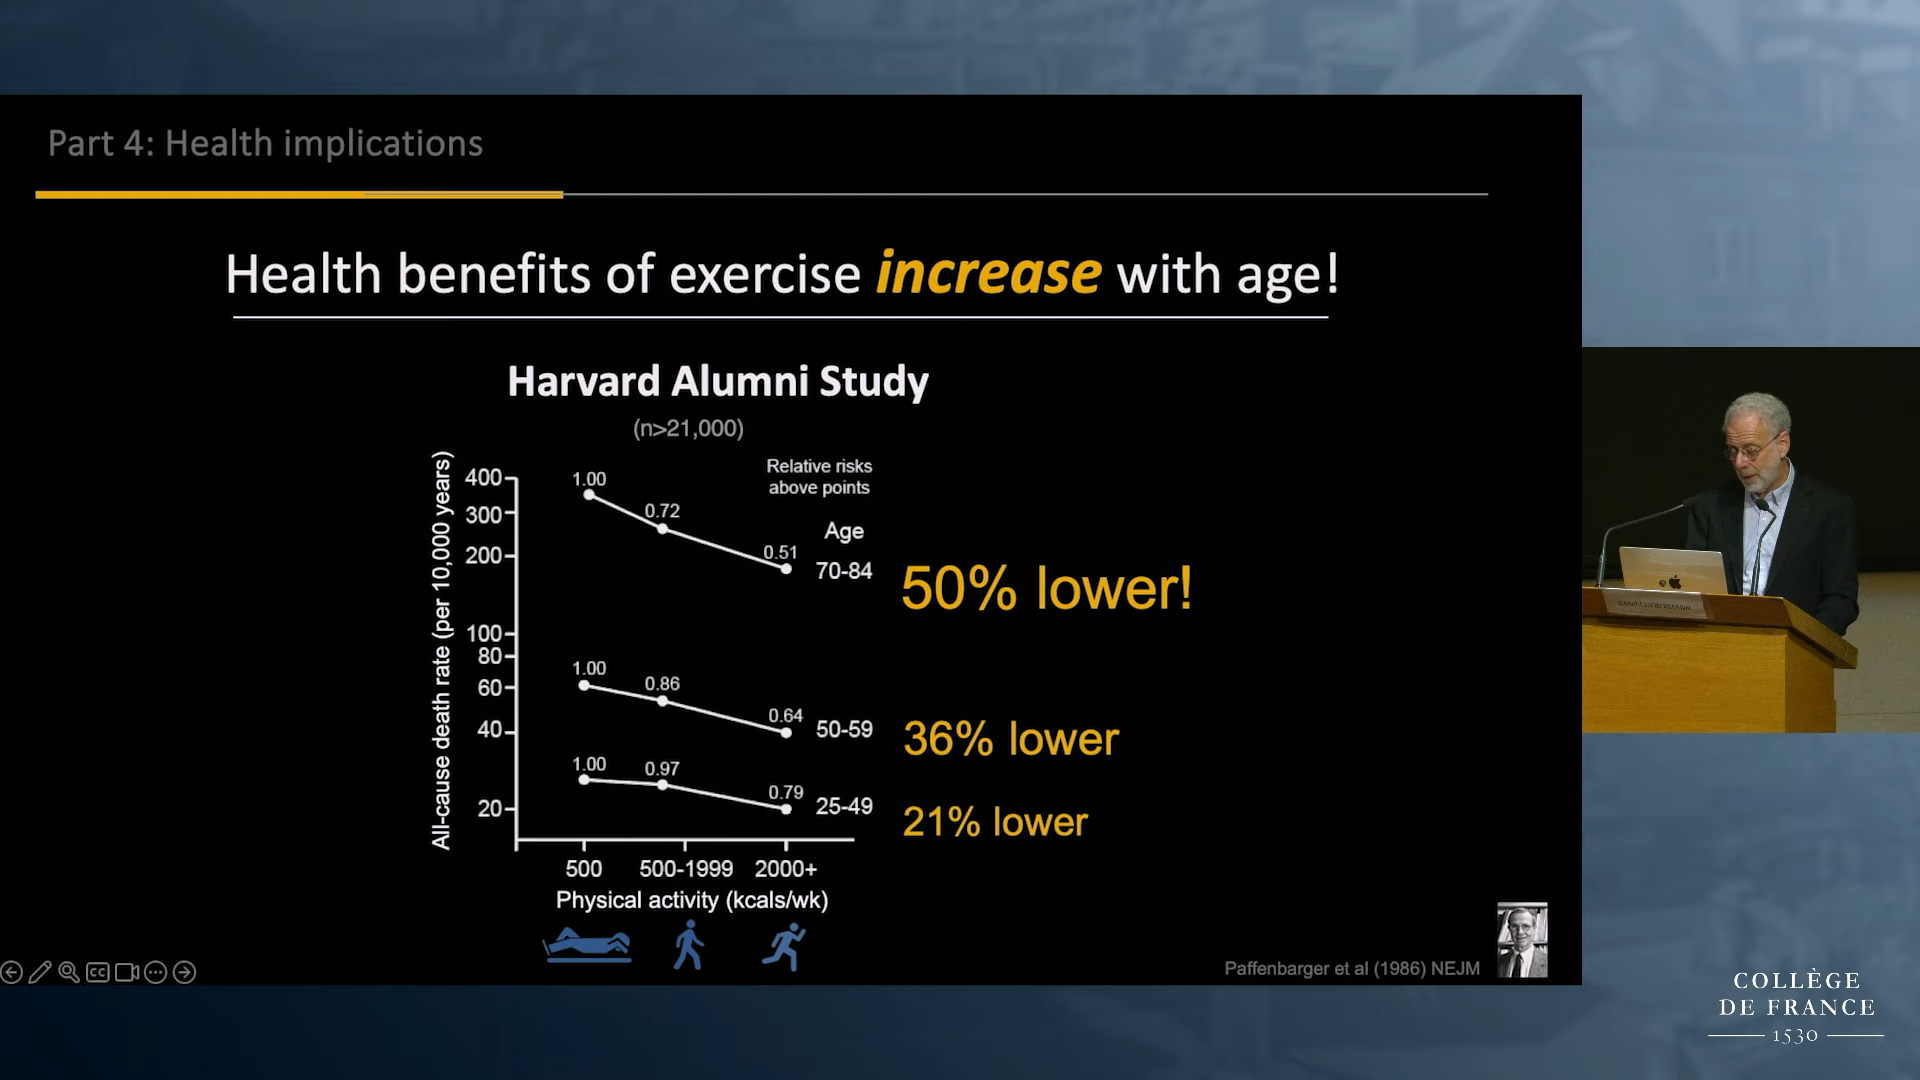 Part 4: Health implications
Health benefits of exercise increase with age!
Harvard Alumni Study
(n>21,000)
Relative risks
above points
All-cause death rate (per 10,000 years)
400
300
200
100
80
60
40
20
1.00
0.72
0.51
Age
70-84
50% lower!
1.00
0.86
0.64
50-59
36% lower
1.00
0.97
0.79
25-49
21% lower
500
500-1999
2000+
Physical activity (kcals/wk)
Paffenbarger et al (1986) NEJM
CC
COLLÈGE
DE FRANCE
1530